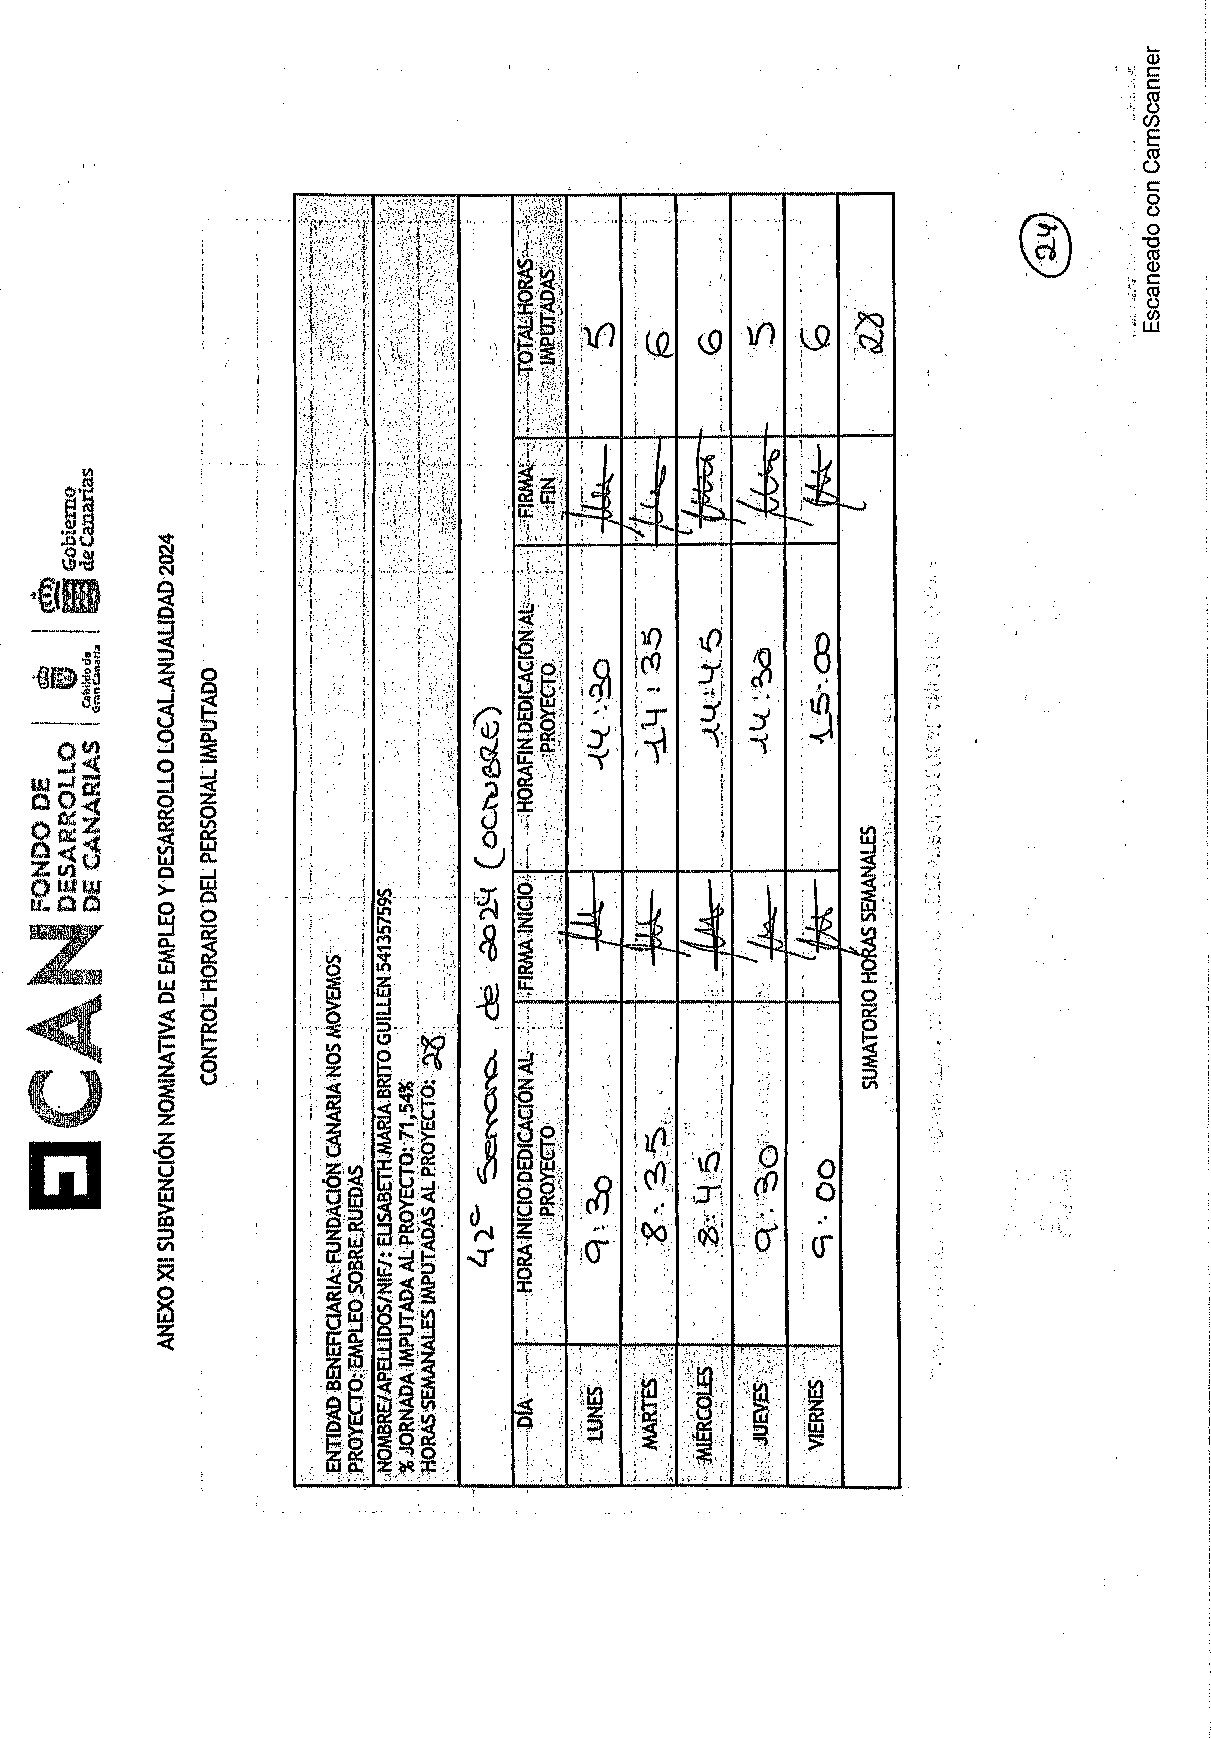 CAN FONDO DE
DESARROLLO
DE CANARIAS
Cabildo de
Gran Canaria
Gobierno
de Canarias
ANEXO XII SUBVENCIÓN NOMINATIVA DE EMPLEO Y DESARROLLO LOCAL ANUALIDAD 2024
CONTROL HORARIO DEL PERSONAL IMPUTADO
ENTIDAD BENEFICIARIA: FUNDACIÓN CANARIA NOS MOVEMOS
PROYECTO: EMPLEO SOBRE RUEDAS
NOMBRE/APELLIDOS/NIF/: ELISABETH MARIA BRITO GUILLÉN 54135759S
% JORNADA IMPUTADA AL PROYECTO: 71,54%
HORAS SEMANALES IMPUTADAS AL PROYECTO: 28
42ª Semana de 2024 (OCTUBRE)
DÍA HORA INICIO DEDICACIÓN AL PROYECTO FIRMA INICIO HORA FIN DEDICACIÓN AL PROYECTO FIRMA FIN TOTAL HORAS IMPUTADAS
LUNES 9:30 14:30 5
MARTES 8:35 14:35 6
MIÉRCOLES 8:45 14:45 6
JUEVES 9:30 14:30 5
VIERNES 9:00 15:00 6
SUMATORIO HORAS SEMANALES 28
24
Escaneado con CamScanner